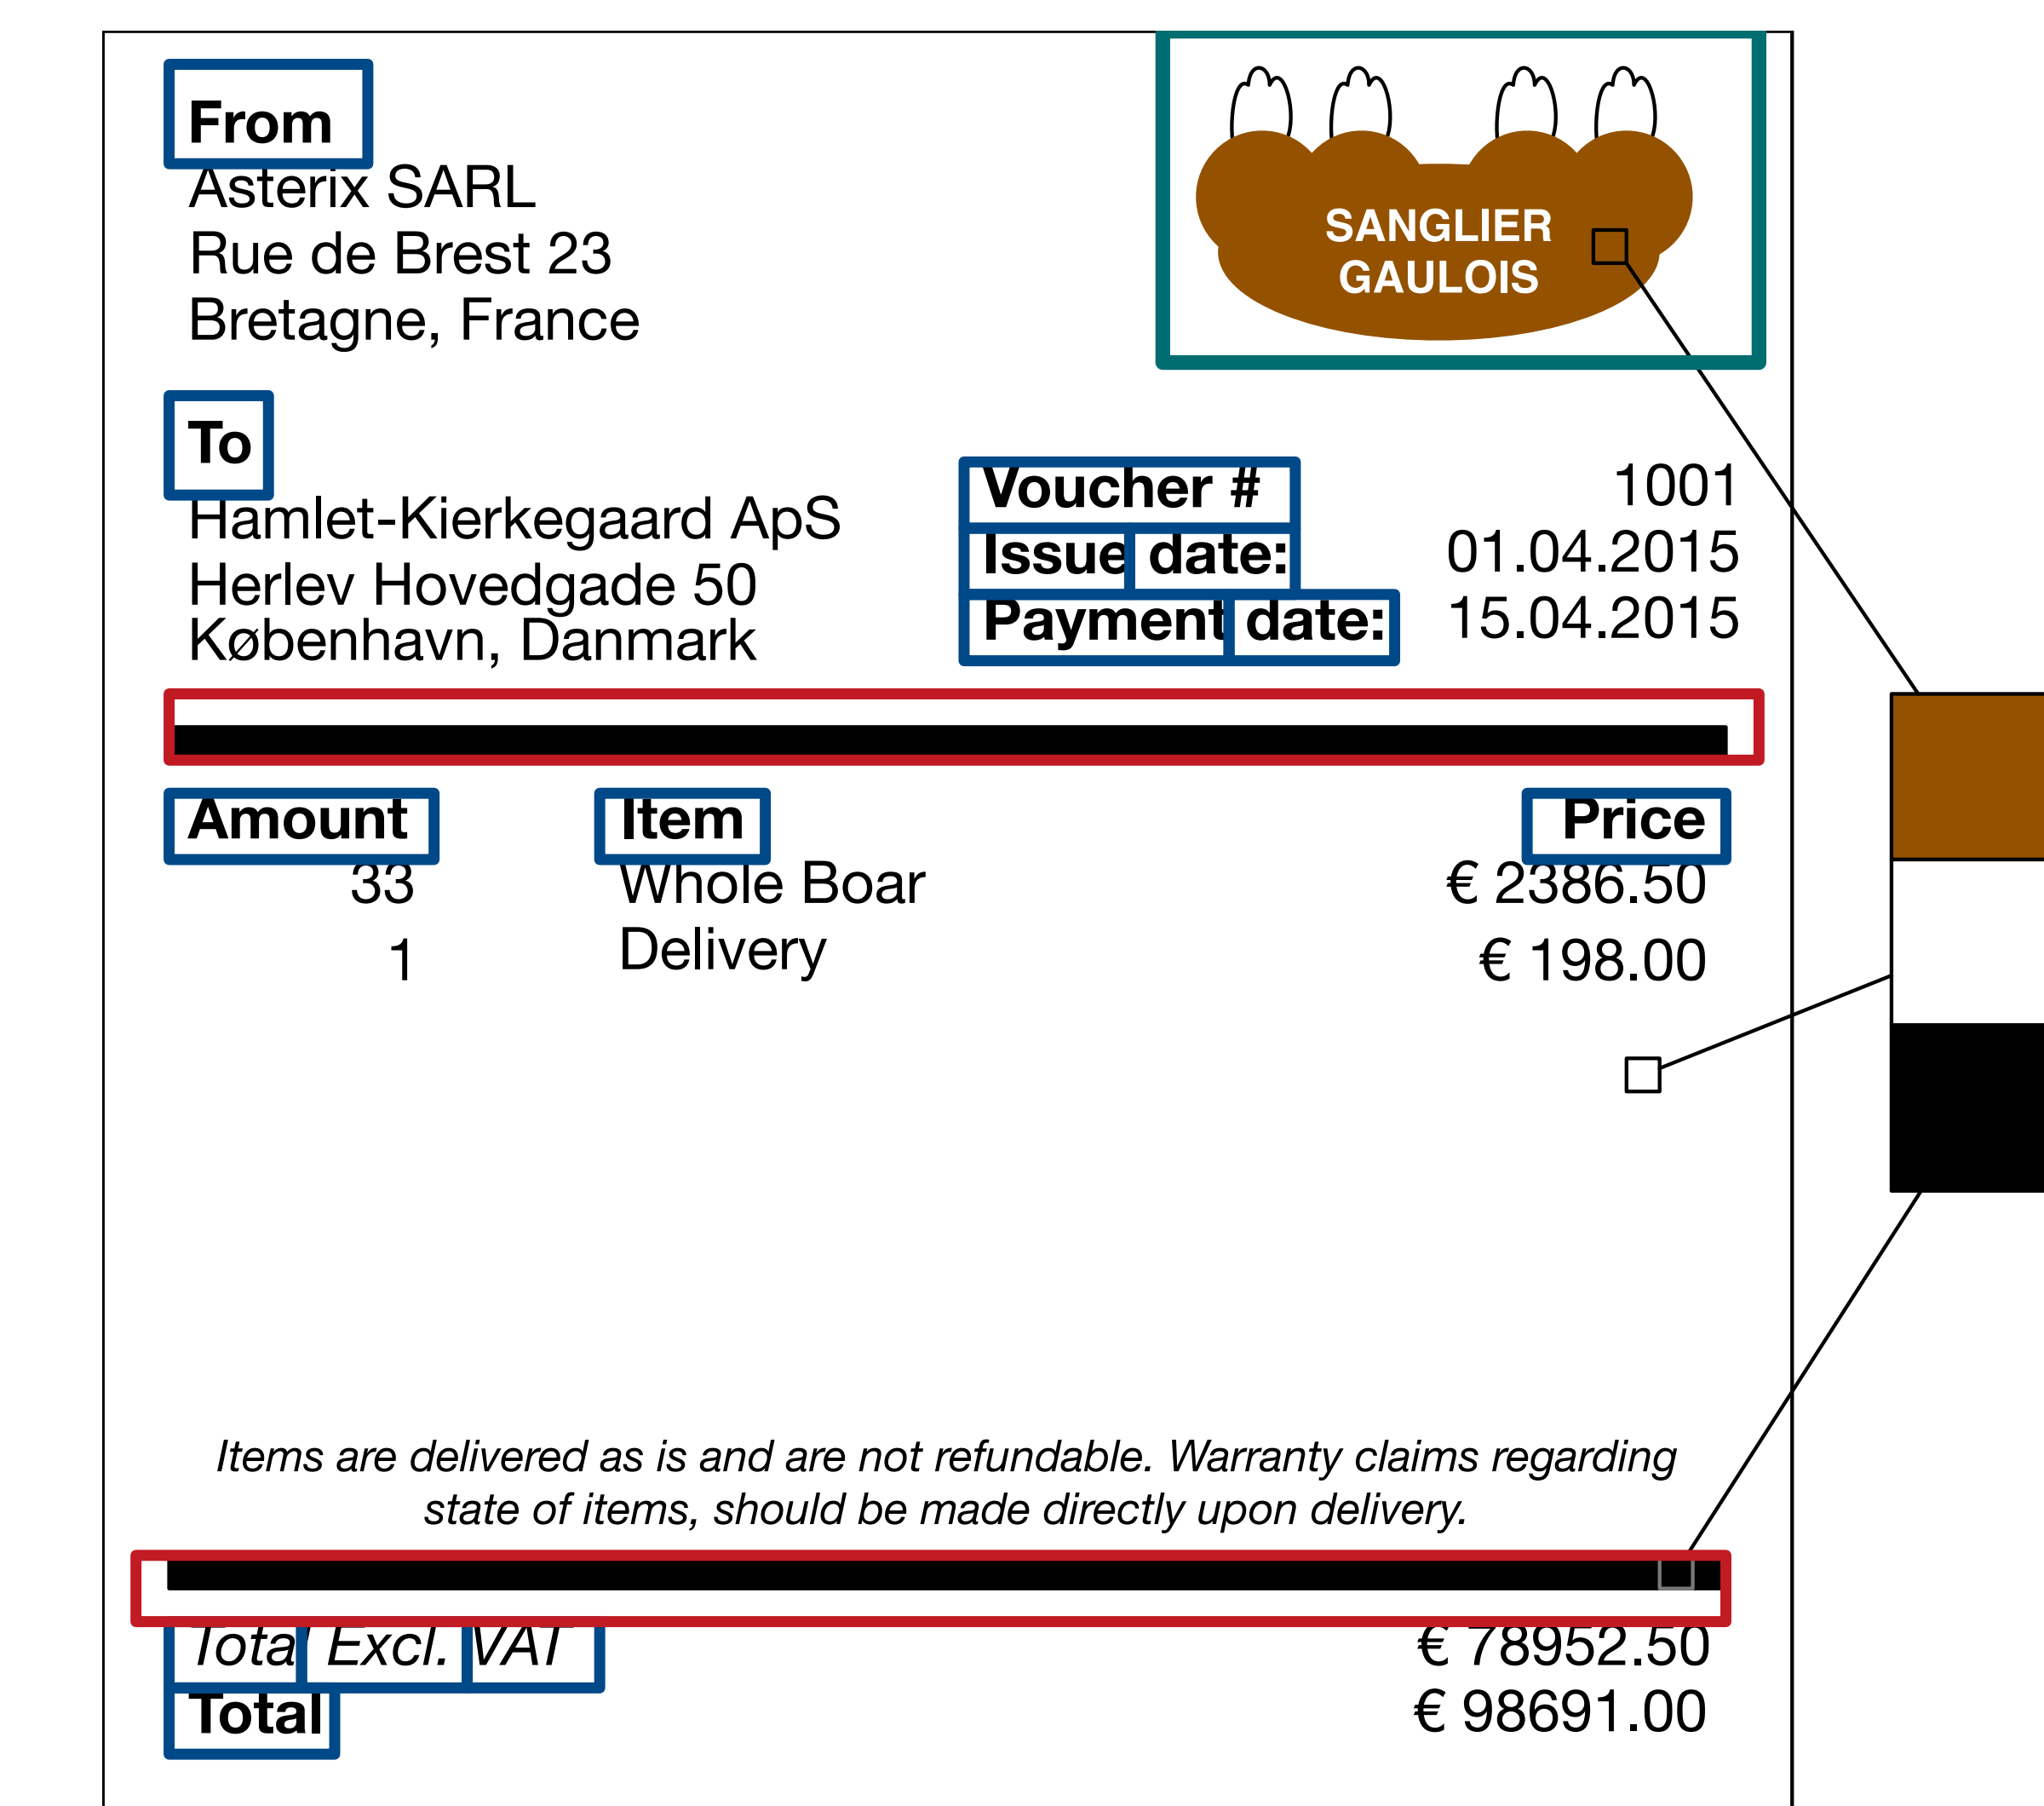 From
Asterix SARL
Rue de Brest 23
Bretagne, France
SANGLIER
GAULOIS
To
Hamlet-Kierkegaard ApS
Herlev Hovedgade 50
København, Danmark
Voucher # 1001
Issue date: 01.04.2015
Payment date: 15.04.2015
Amount Item Price
33 Whole Boar € 2386.50
1 Delivery € 198.00
Items are delivered as is and are not refundable. Warranty claims regarding
state of items, should be made directly upon delivery.
Total Excl. VAT € 78952.50
Total € 98691.00